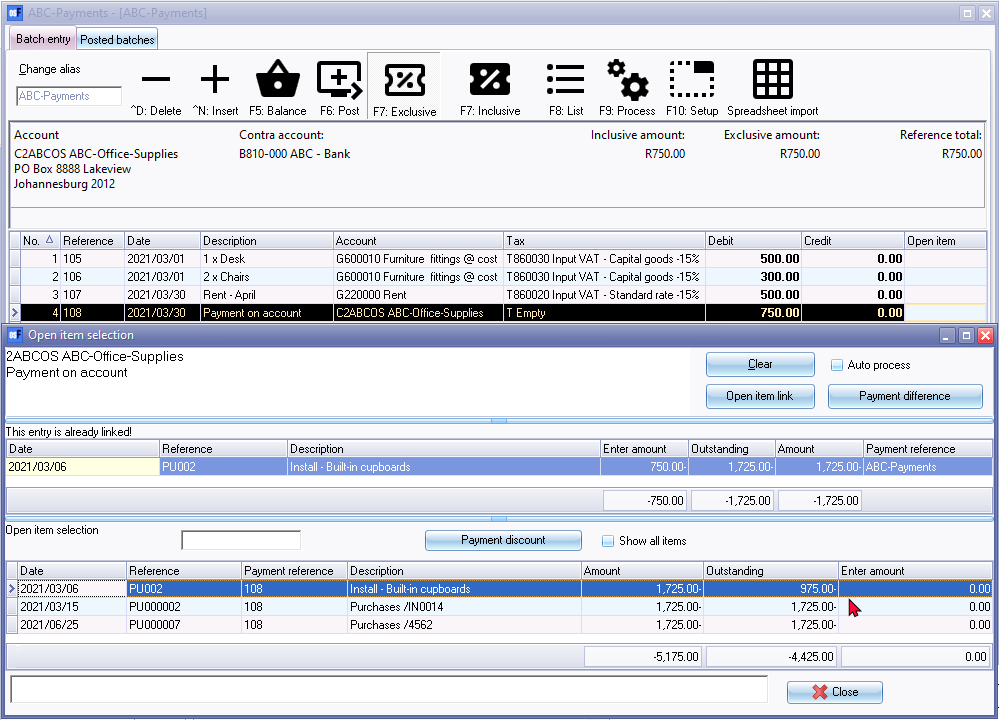 ABC-Payments - [ABC-Payments]
Batch entry Posted batches
Change alias
ABC-Payments
^D: Delete ^N: Insert F5: Balance F6: Post F7: Exclusive F7: Inclusive F8: List F9: Process F10: Setup Spreadsheet import
Account Contra account: Inclusive amount: Exclusive amount: Reference total:
C2ABCOS ABC-Office-Supplies B810-000 ABC - Bank R750.00 R750.00 R750.00
PO Box 8888 Lakeview
Johannesburg 2012
No. Reference Date Description Account Tax Debit Credit Open item
1 105 2021/03/01 1 x Desk G600010 Furniture fittings @ cost T860030 Input VAT - Capital goods -15% 500.00 0.00
2 106 2021/03/01 2 x Chairs G600010 Furniture fittings @ cost T860030 Input VAT - Capital goods -15% 300.00 0.00
3 107 2021/03/30 Rent - April G220000 Rent T860020 Input VAT - Standard rate -15% 500.00 0.00
4 108 2021/03/30 Payment on account C2ABCOS ABC-Office-Supplies T Empty 750.00 0.00
Open item selection
2ABCOS ABC-Office-Supplies
Payment on account
Clear Auto process
Open item link Payment difference
This entry is already linked!
Date Reference Description Enter amount Outstanding Amount Payment reference
2021/03/06 PU002 Install - Built-in cupboards 750.00- 1,725.00- 1,725.00- ABC-Payments
-750.00 -1,725.00 -1,725.00
Open item selection Payment discount Show all items
Date Reference Payment reference Description Amount Outstanding Enter amount
2021/03/06 PU002 108 Install - Built-in cupboards 1,725.00- 975.00- 0.00
2021/03/15 PU000002 108 Purchases /IN0014 1,725.00- 1,725.00- 0.00
2021/06/25 PU000007 108 Purchases /4562 1,725.00- 1,725.00- 0.00
-5,175.00 -4,425.00 0.00
Close